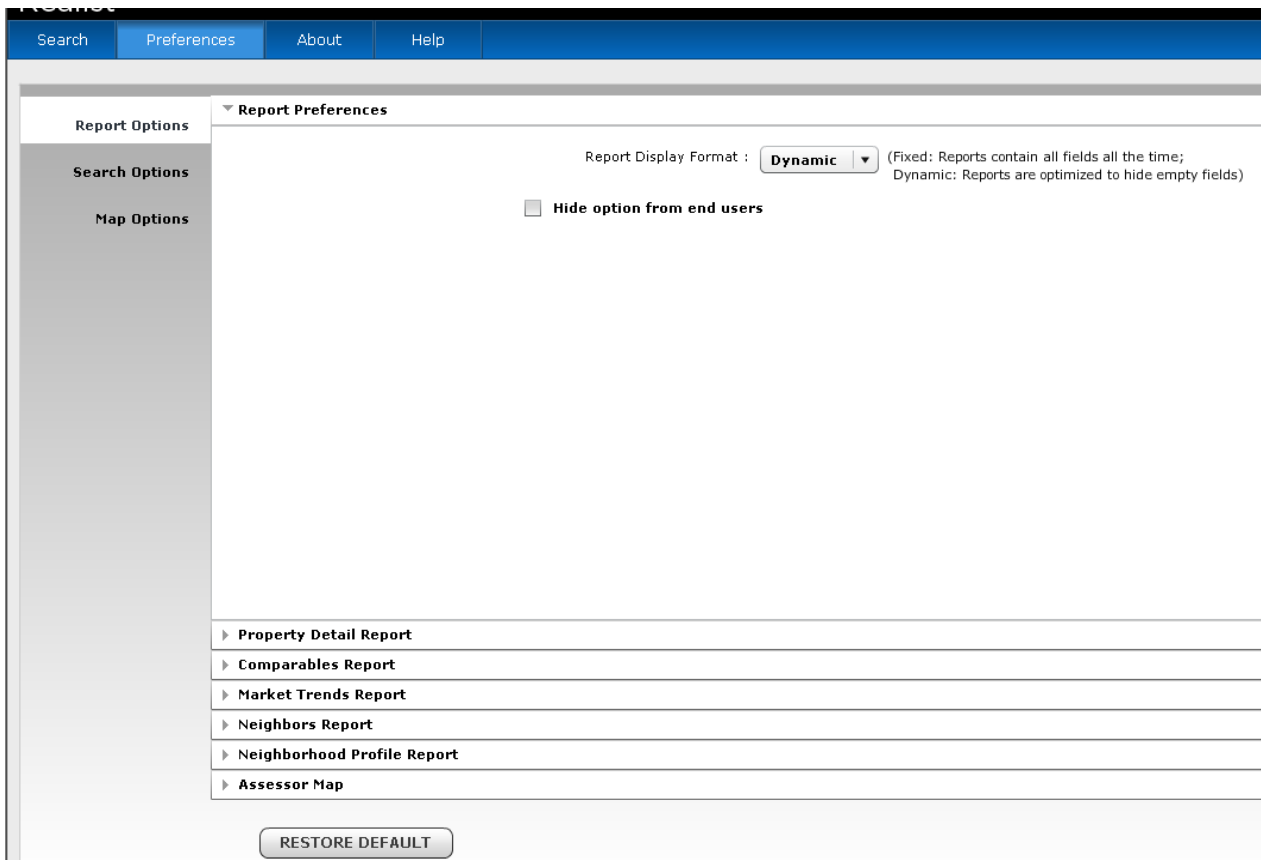 Search Preferences About Help
Report Options
Search Options
Map Options
Report Preferences
Report Display Format : Dynamic (Fixed: Reports contain all fields all the time;
Dynamic: Reports are optimized to hide empty fields)
Hide option from end users
Property Detail Report
Comparables Report
Market Trends Report
Neighbors Report
Neighborhood Profile Report
Assessor Map
RESTORE DEFAULT